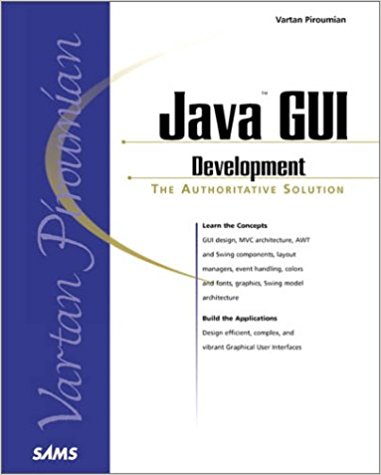 Vartan Piroumian
Vartan Piroumian
Java™ GUI
Development
THE AUTHORITATIVE SOLUTION
Learn the Concepts
GUI design, MVC architecture, AWT
and Swing components, layout
managers, event handling, colors
and fonts, graphics, Swing model
architecture
Build the Applications
Design efficient, complex, and
vibrant Graphical User Interfaces
SAMS